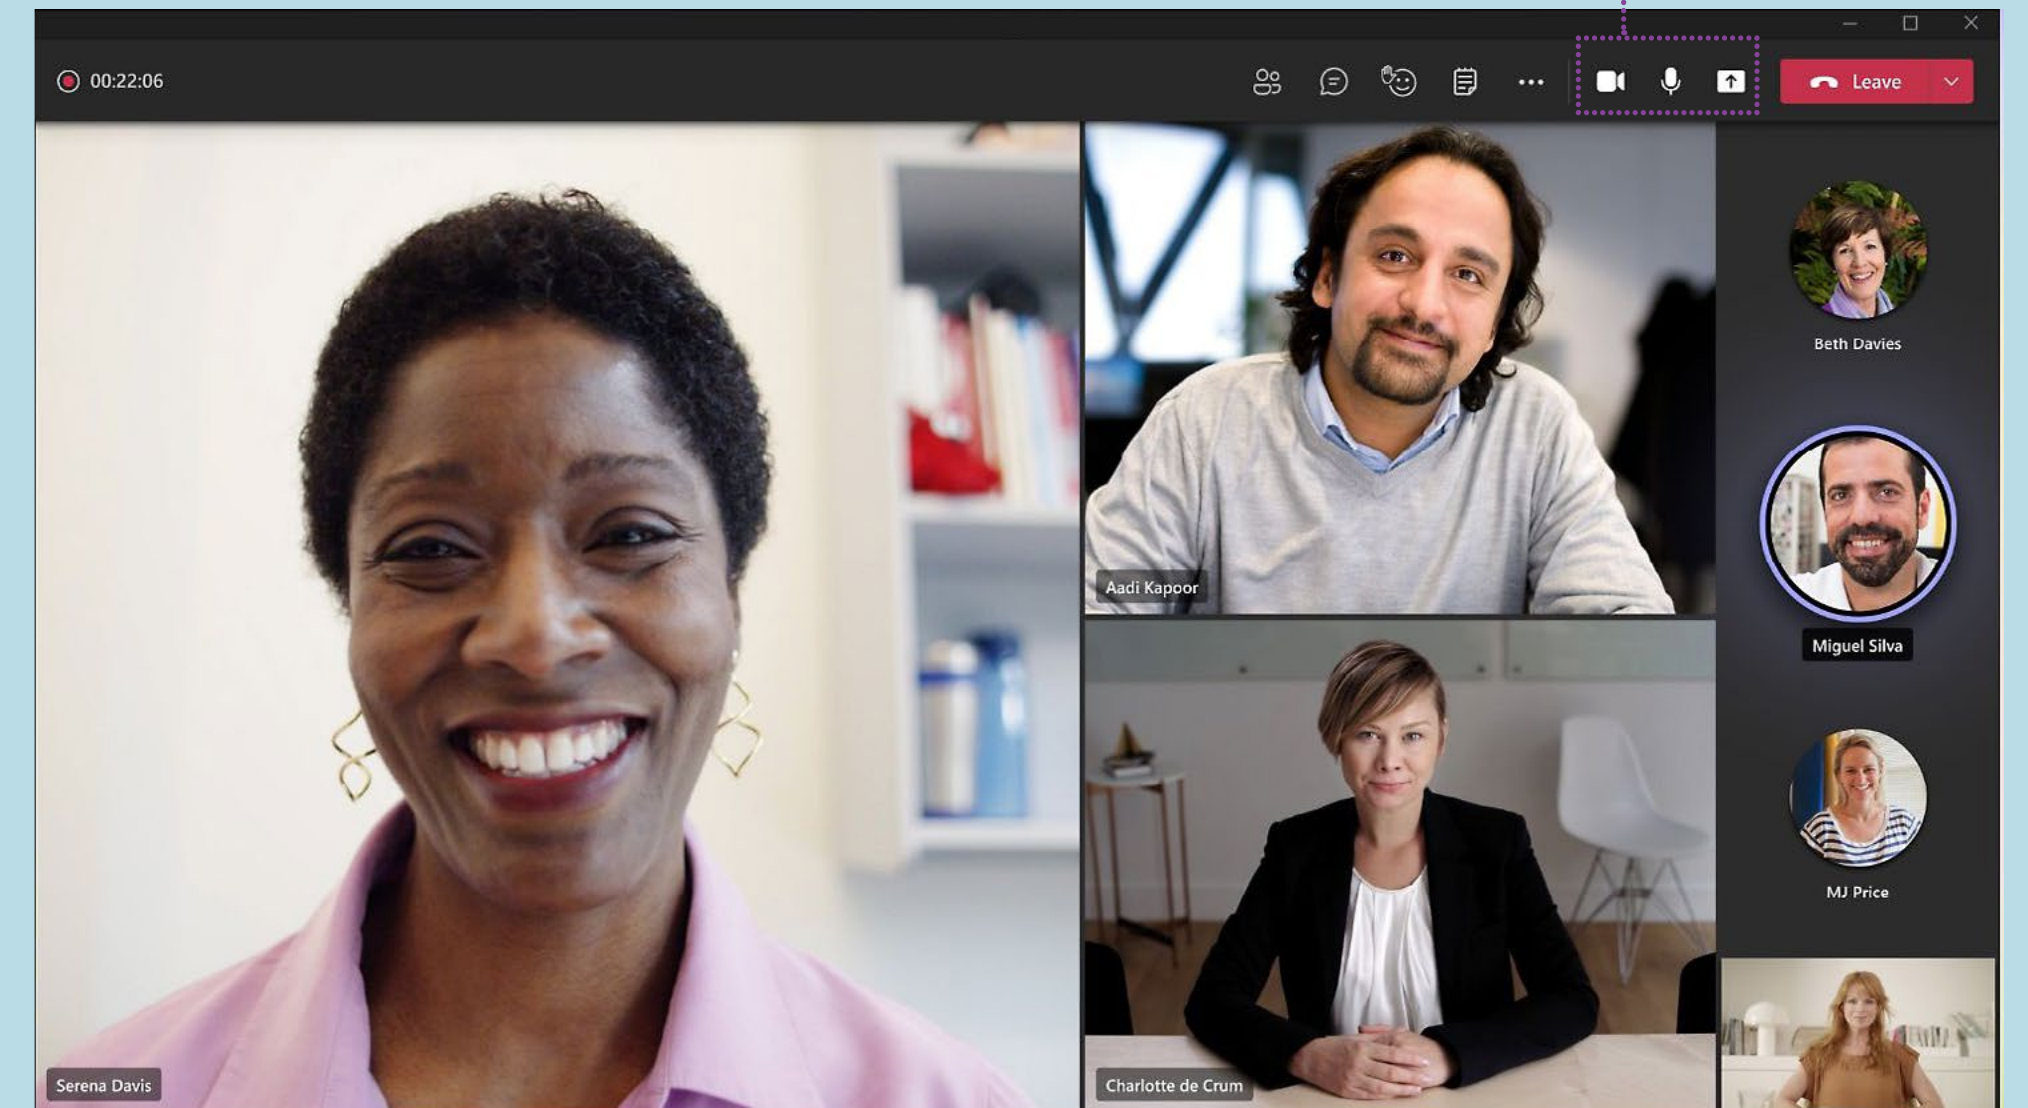 00:22:06
Leave
Beth Davies
Aadi Kapoor
Miguel Silva
MJ Price
Serena Davis
Charlotte de Crum